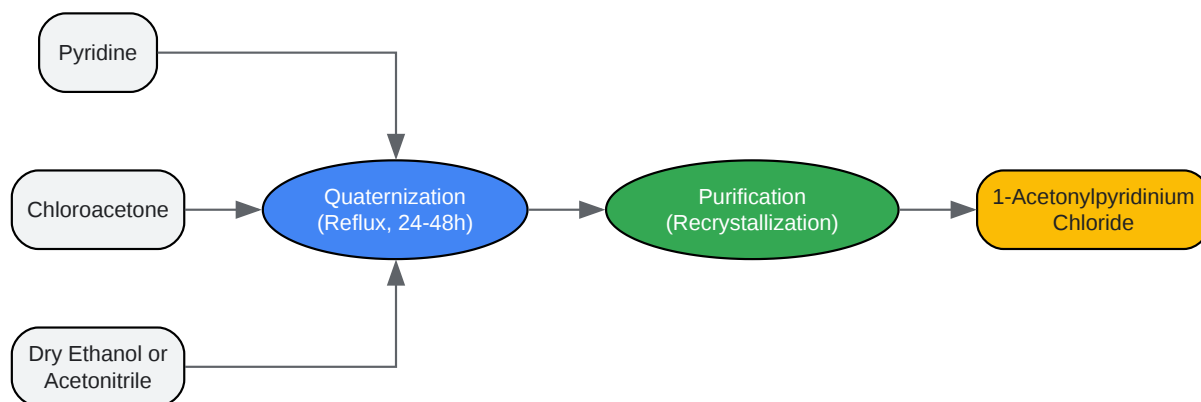 Pyridine
Chloroacetone
Dry Ethanol or
Acetonitrile
Quaternization
(Reflux, 24-48h)
Purification
(Recrystallization)
1-Acetonylpyridinium
Chloride